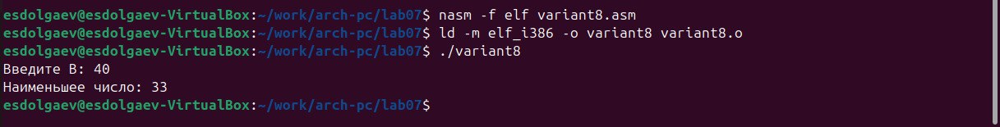 esdolgaev@esdolgaev-VirtualBox:~/work/arch-pc/lab07$ nasm -f elf variant8.asm
esdolgaev@esdolgaev-VirtualBox:~/work/arch-pc/lab07$ ld -m elf_i386 -o variant8 variant8.o
esdolgaev@esdolgaev-VirtualBox:~/work/arch-pc/lab07$ ./variant8
Введите В: 40
Наименьшее число: 33
esdolgaev@esdolgaev-VirtualBox:~/work/arch-pc/lab07$